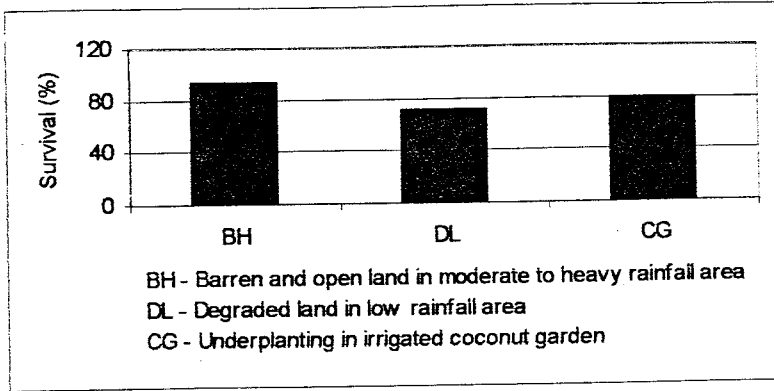 120
80
40
0
Survival (%)
BH DL CG
BH - Barren and open land in moderate to heavy rainfall area
DL - Degraded land in low rainfall area
CG - Underplanting in irrigated coconut garden